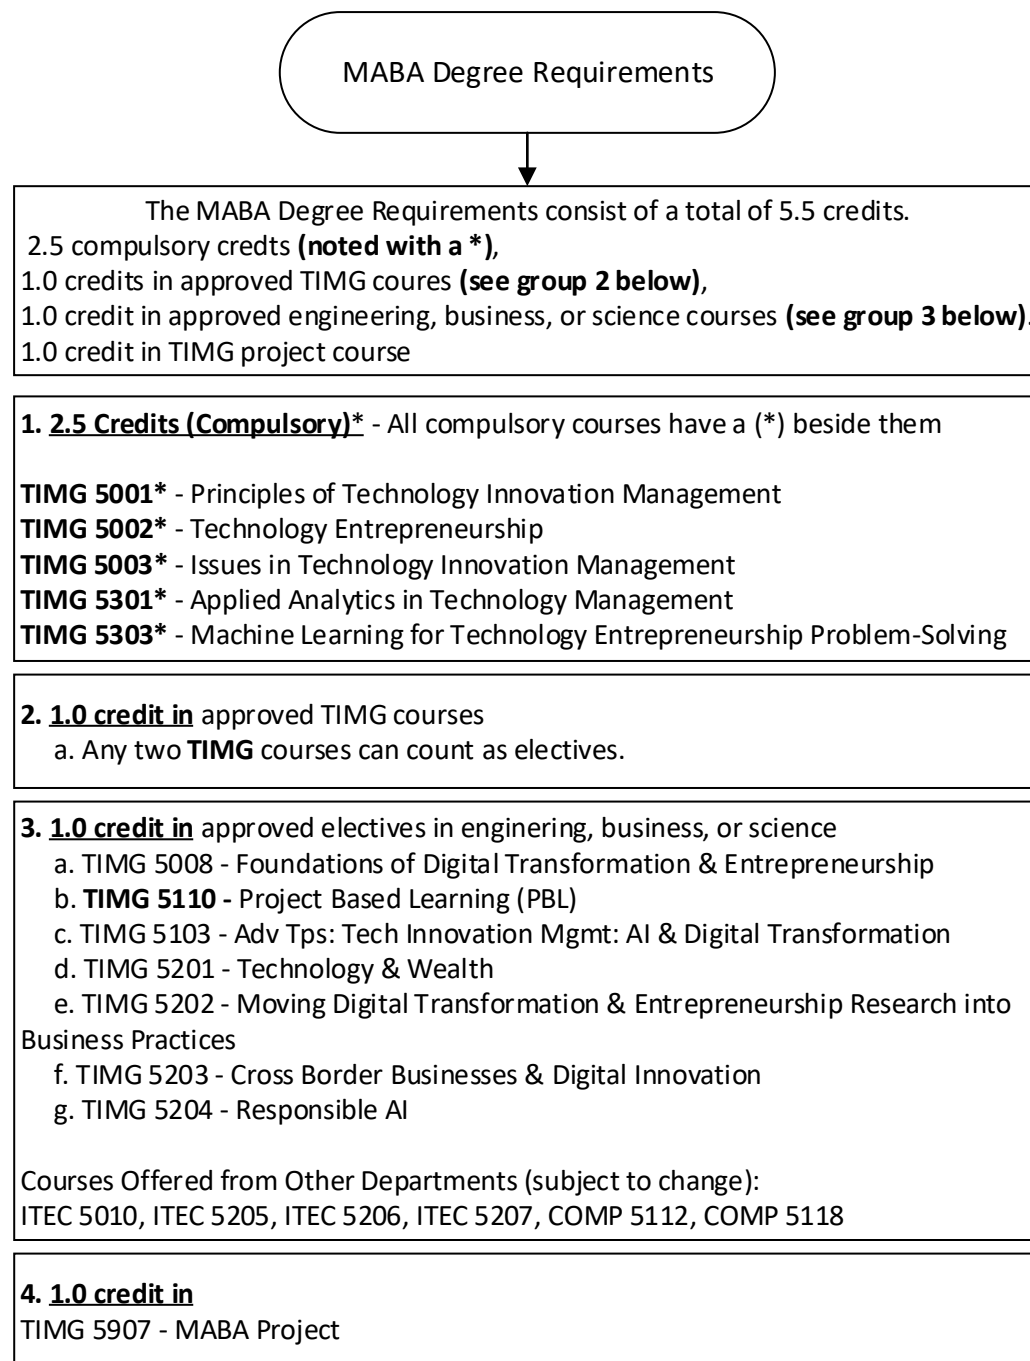 MABA Degree Requirements
The MABA Degree Requirements consist of a total of 5.5 credits.
2.5 compulsory credts (noted with a *),
1.0 credits in approved TIMG coures (see group 2 below),
1.0 credit in approved engineering, business, or science courses (see group 3 below).
1.0 credit in TIMG project course
1. 2.5 Credits (Compulsory)* - All compulsory courses have a (*) beside them
TIMG 5001* - Principles of Technology Innovation Management
TIMG 5002* - Technology Entrepreneurship
TIMG 5003* - Issues in Technology Innovation Management
TIMG 5301* - Applied Analytics in Technology Management
TIMG 5303* - Machine Learning for Technology Entrepreneurship Problem-Solving
2. 1.0 credit in approved TIMG courses
a. Any two TIMG courses can count as electives.
3. 1.0 credit in approved electives in enginering, business, or science
a. TIMG 5008 - Foundations of Digital Transformation & Entrepreneurship
b. TIMG 5110 - Project Based Learning (PBL)
c. TIMG 5103 - Adv Tps: Tech Innovation Mgmt: AI & Digital Transformation
d. TIMG 5201 - Technology & Wealth
e. TIMG 5202 - Moving Digital Transformation & Entrepreneurship Research into
Business Practices
f. TIMG 5203 - Cross Border Businesses & Digital Innovation
g. TIMG 5204 - Responsible AI
Courses Offered from Other Departments (subject to change):
ITEC 5010, ITEC 5205, ITEC 5206, ITEC 5207, COMP 5112, COMP 5118
4. 1.0 credit in
TIMG 5907 - MABA Project